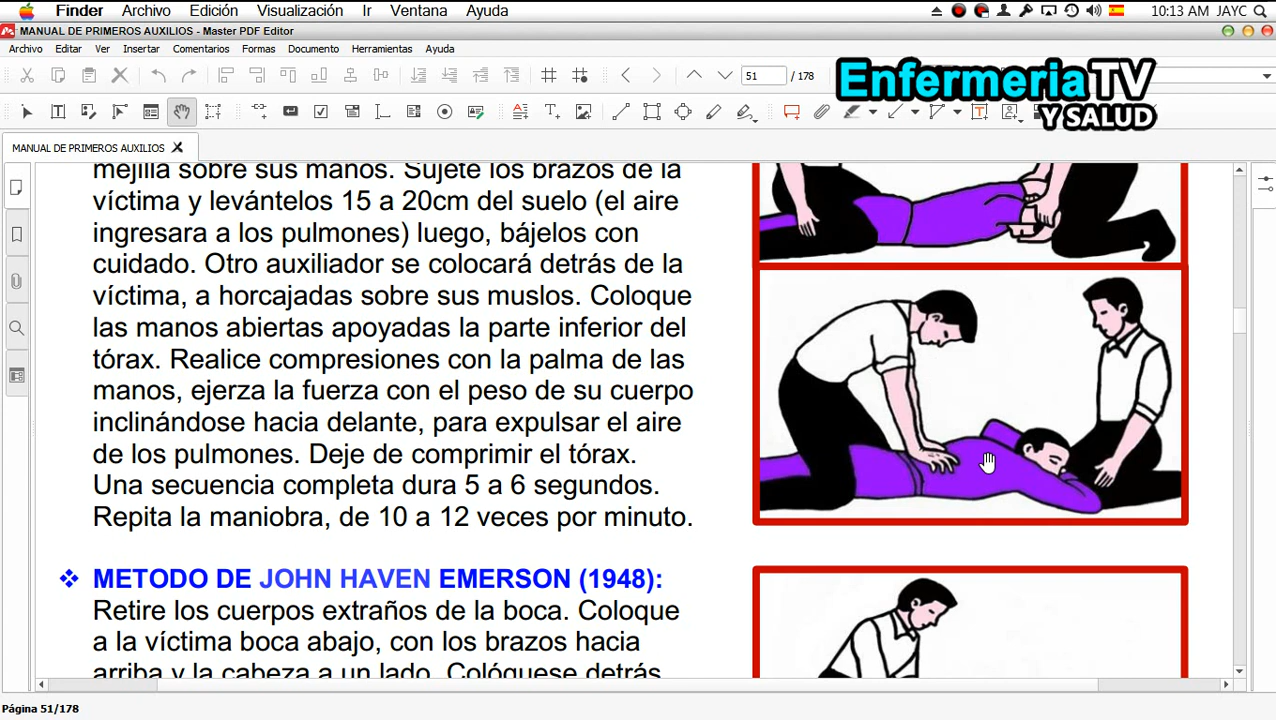 Finder Archivo Edición Visualización Ir Ventana Ayuda 10:13 AM JAYC
MANUAL DE PRIMEROS AUXILIOS - Master PDF Editor
Archivo Editar Ver Insertar Comentarios Formas Documento Herramientas Ayuda
51 / 178
EnfermeriaTV
Y SALUD
MANUAL DE PRIMEROS AUXILIOS
mejilla sobre sus manos. Sujete los brazos de la
víctima y levántelos 15 a 20cm del suelo (el aire
ingresara a los pulmones) luego, bájelos con
cuidado. Otro auxiliador se colocará detrás de la
víctima, a horcajadas sobre sus muslos. Coloque
las manos abiertas apoyadas la parte inferior del
tórax. Realice compresiones con la palma de las
manos, ejerza la fuerza con el peso de su cuerpo
inclinándose hacia delante, para expulsar el aire
de los pulmones. Deje de comprimir el tórax.
Una secuencia completa dura 5 a 6 segundos.
Repita la maniobra, de 10 a 12 veces por minuto.
❖ METODO DE JOHN HAVEN EMERSON (1948):
Retire los cuerpos extraños de la boca. Coloque
a la víctima boca abajo, con los brazos hacia
arriba y la cabeza a un lado. Colóquese detrás
Página 51/178